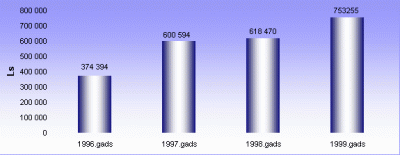 800 000
700 000
600 000
500 000
400 000
300 000
200 000
100 000
0
Ls
374 394
600 594
618 470
753255
1996.gads
1997.gads
1998.gads
1999.gads